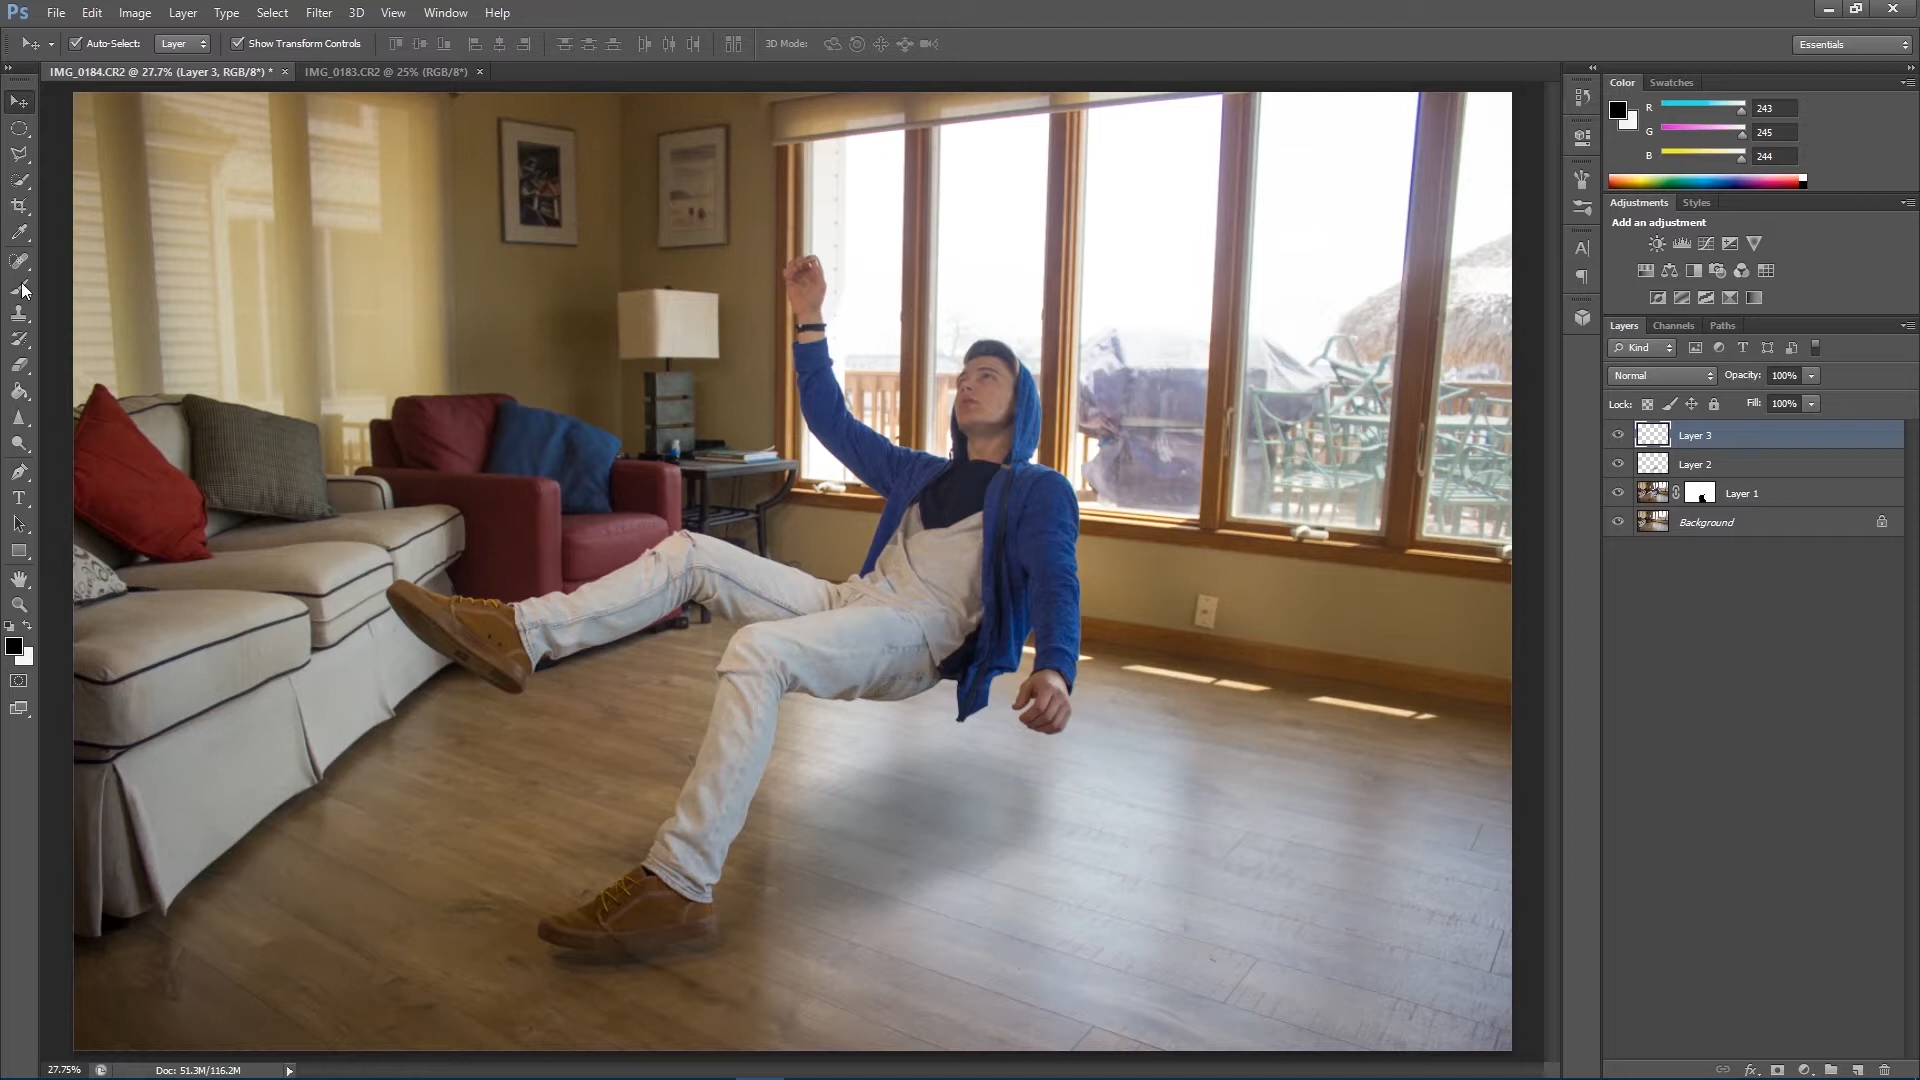 Ps File Edit Image Layer Type Select Filter 3D View Window Help
Auto-Select: Layer Show Transform Controls 3D Mode: Essentials
IMG_0184.CR2 @ 27.7% (Layer 3, RGB/8*) * × IMG_0183.CR2 @ 25% (RGB/8*) ×
Color Swatches
R 243
G 245
B 244
Adjustments Styles
Add an adjustment
Layers Channels Paths
Kind
Normal Opacity: 100%
Lock: Fill: 100%
Layer 3
Layer 2
Layer 1
Background
27.75% Doc: 51.3M/116.2M